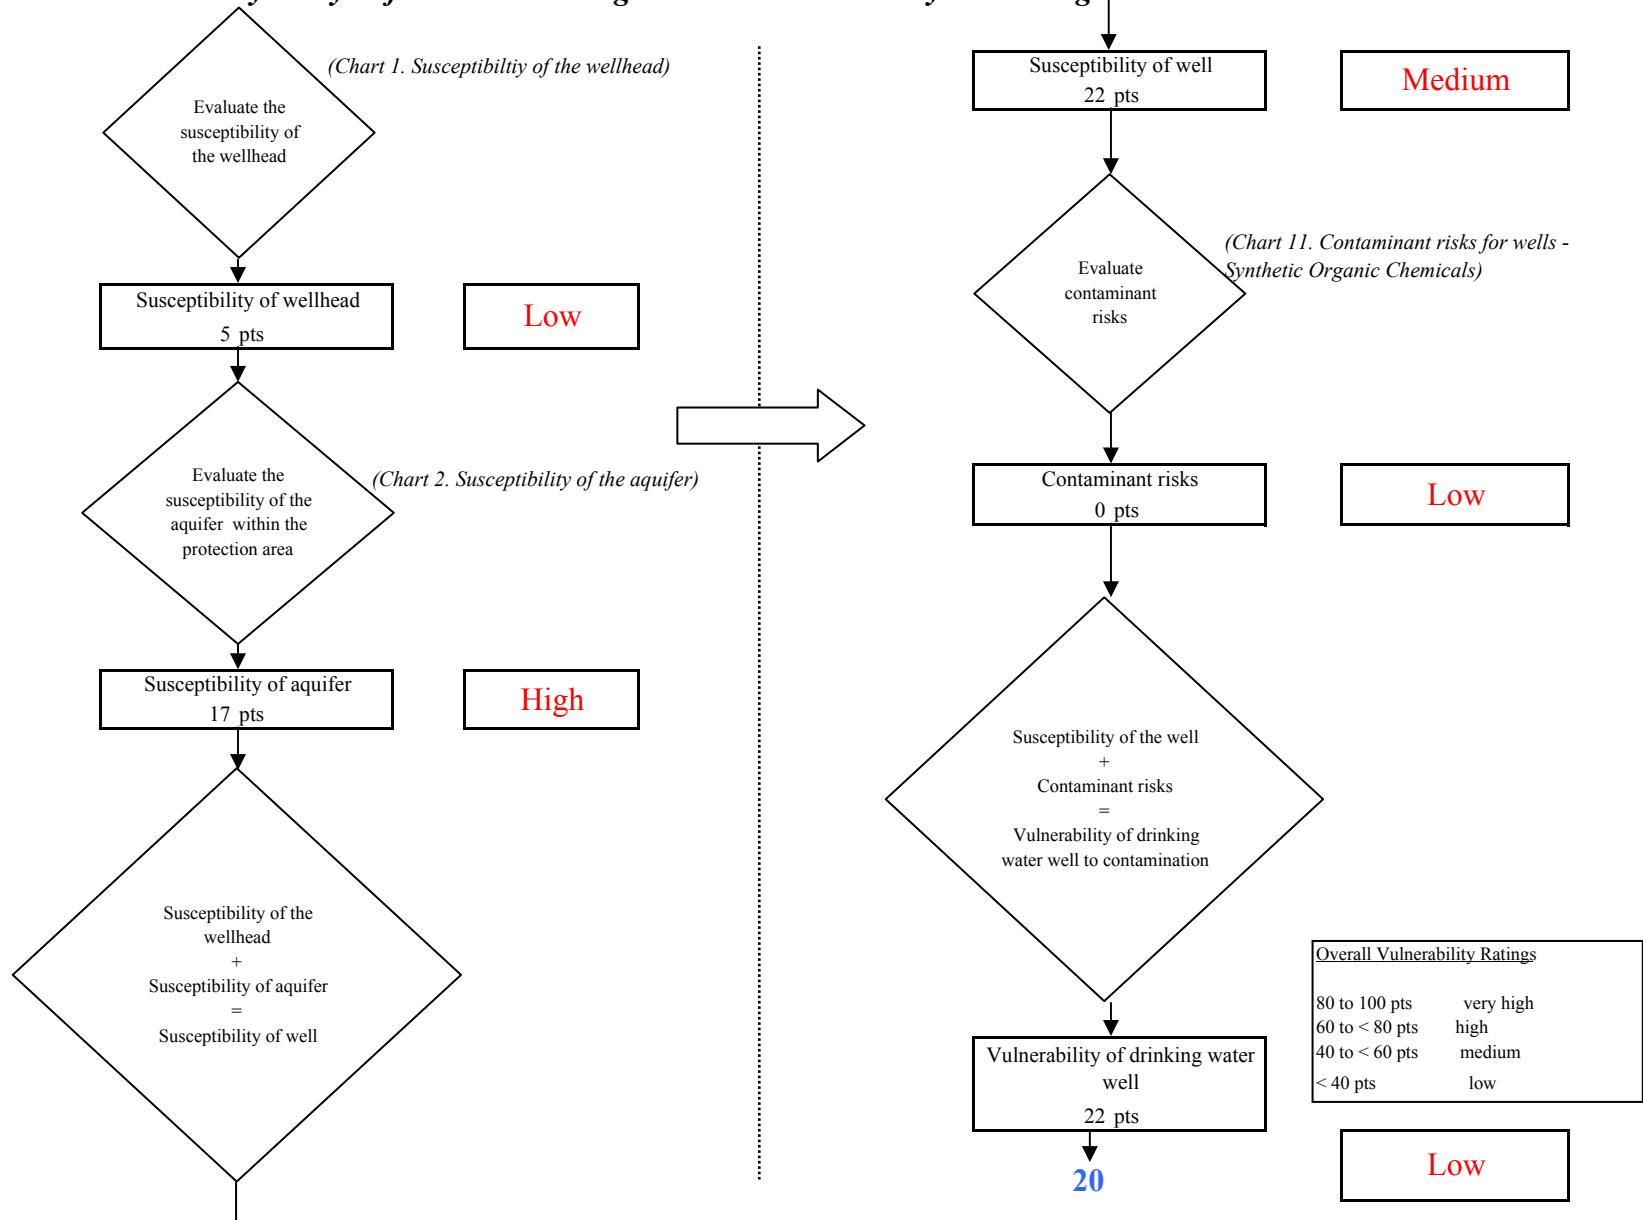 (Chart 1. Susceptibiltiy of the wellhead)
Evaluate the
susceptibility of
the wellhead
Susceptibility of wellhead
5 pts
Low
Evaluate the
susceptibility of the
aquifer within the
protection area
(Chart 2. Susceptibility of the aquifer)
Susceptibility of aquifer
17 pts
High
Susceptibility of the
wellhead
+
Susceptibility of aquifer
=
Susceptibility of well
Susceptibility of well
22 pts
Medium
(Chart 11. Contaminant risks for wells -
Synthetic Organic Chemicals)
Evaluate
contaminant
risks
Contaminant risks
0 pts
Low
Susceptibility of the well
+
Contaminant risks
=
Vulnerability of drinking
water well to contamination
Overall Vulnerability Ratings
80 to 100 pts very high
60 to < 80 pts high
40 to < 60 pts medium
< 40 pts low
Vulnerability of drinking water
well
22 pts
20
Low